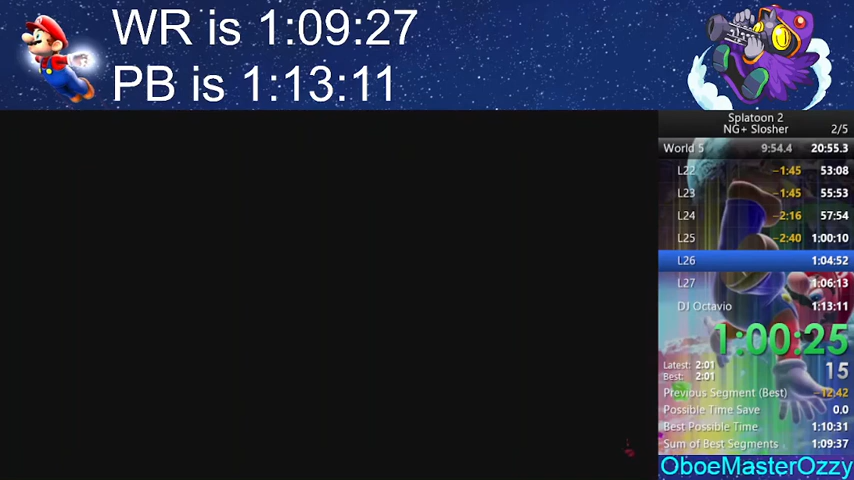 WR is 1:09:27
PB is 1:13:11
Splatoon 2
NG+ Slosher 2/5
World 5 9:54.4 20:55.3
L22 −1:45 53:08
L23 −1:45 55:53
L24 −2:16 57:54
L25 −2:40 1:00:10
L26 1:04:52
L27 1:06:13
DJ Octavio 1:13:11
1:00:25
Latest: 2:01
Best: 2:01
15
Previous Segment (Best) −12.42
Possible Time Save 0.0
Best Possible Time 1:10:31
Sum of Best Segments 1:09:37
OboeMasterOzzy